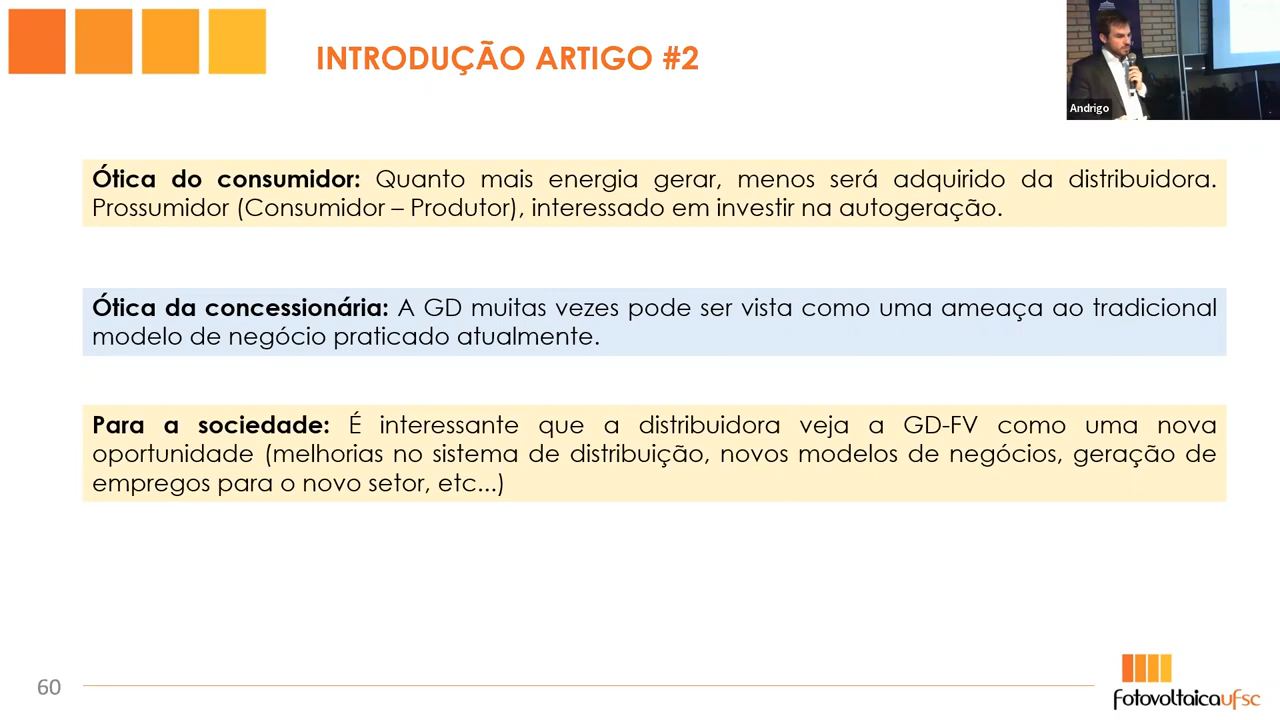 INTRODUÇÃO ARTIGO #2
Andrigo
Ótica do consumidor: Quanto mais energia gerar, menos será adquirido da distribuidora.
Prossumidor (Consumidor – Produtor), interessado em investir na autogeração.
Ótica da concessionária: A GD muitas vezes pode ser vista como uma ameaça ao tradicional
modelo de negócio praticado atualmente.
Para a sociedade: É interessante que a distribuidora veja a GD-FV como uma nova
oportunidade (melhorias no sistema de distribuição, novos modelos de negócios, geração de
empregos para o novo setor, etc...)
60
fotovoltaicaufsc